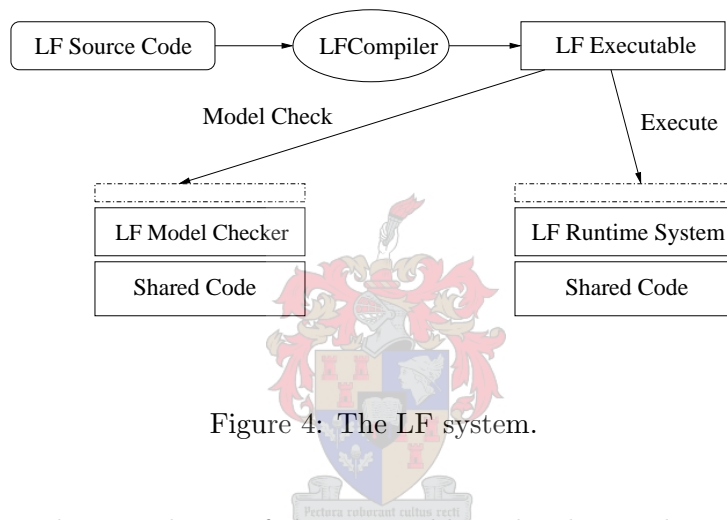 LF Source Code
LFCompiler
LF Executable
Model Check
Execute
LF Model Checker
LF Runtime System
Shared Code
Shared Code
Figure 4: The LF system.
Pectora roborant cultus recti